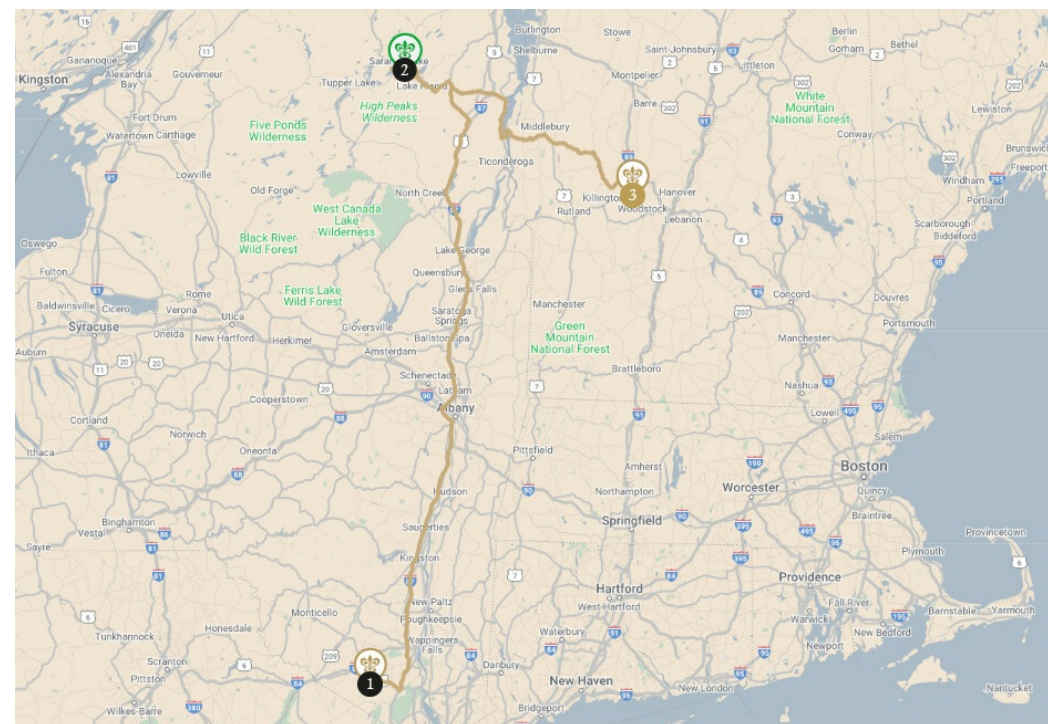 Burlington
Stowe
Berlin
Gorham
Bethel
Gananoque
Gouverneur
Saranac Lake
Shelburne
Saint-Johnsbury
Littleton
Kingston
Alexandria
Bay
Tupper Lake
Lake Placid
Montpelier
Lewiston
Fort Drum
High Peaks
Wilderness
Barre
White
Mountain
National Forest
Five Ponds
Wilderness
Middlebury
Conway
Watertown
Carthage
Brunswick
Lowville
Ticonderoga
Freeport
Old Forge
North Creek
Killington
Hanover
Windham
West Canada
Lake
Wilderness
Rutland
Woodstock
Lebanon
Portland
Oswego
Black River
Wild Forest
Lake George
Scarborough
Biddeford
Fulton
Queensbury
Glens Falls
Rome
Ferris Lake
Wild Forest
Manchester
Concord
Douvres
Baldwinsville
Cicero
Verona
Utica
Saratoga
Springs
Portsmouth
Syracuse
Oneida
New Hartford
Herkimer
Gloversville
Ballston Spa
Green
Mountain
National Forest
Manchester
Auburn
Amsterdam
Schenectady
Latham
Brattleboro
Nashua
Cooperstown
Albany
Lowell
Cortland
Norwich
Salem
Ithaca
Oneonta
Pittsfield
Amherst
Boston
Hudson
Northampton
Worcester
Quincy
Binghamton
Saugerties
Springfield
Braintree
Sayre
Vestal
Kingston
Provincetown
Plymouth
Hartford
Providence
Monticello
New Paltz
Poughkeepsie
West Hartford
Fall River
Barnstable
Yarmouth
Tunkhannock
Honesdale
Wappingers
Falls
Waterbury
Warwick
New Bedford
Newport
Scranton
Danbury
Pittston
New Haven
New London
Nantucket
Wilkes-Barre
Bridgeport
1
2
3